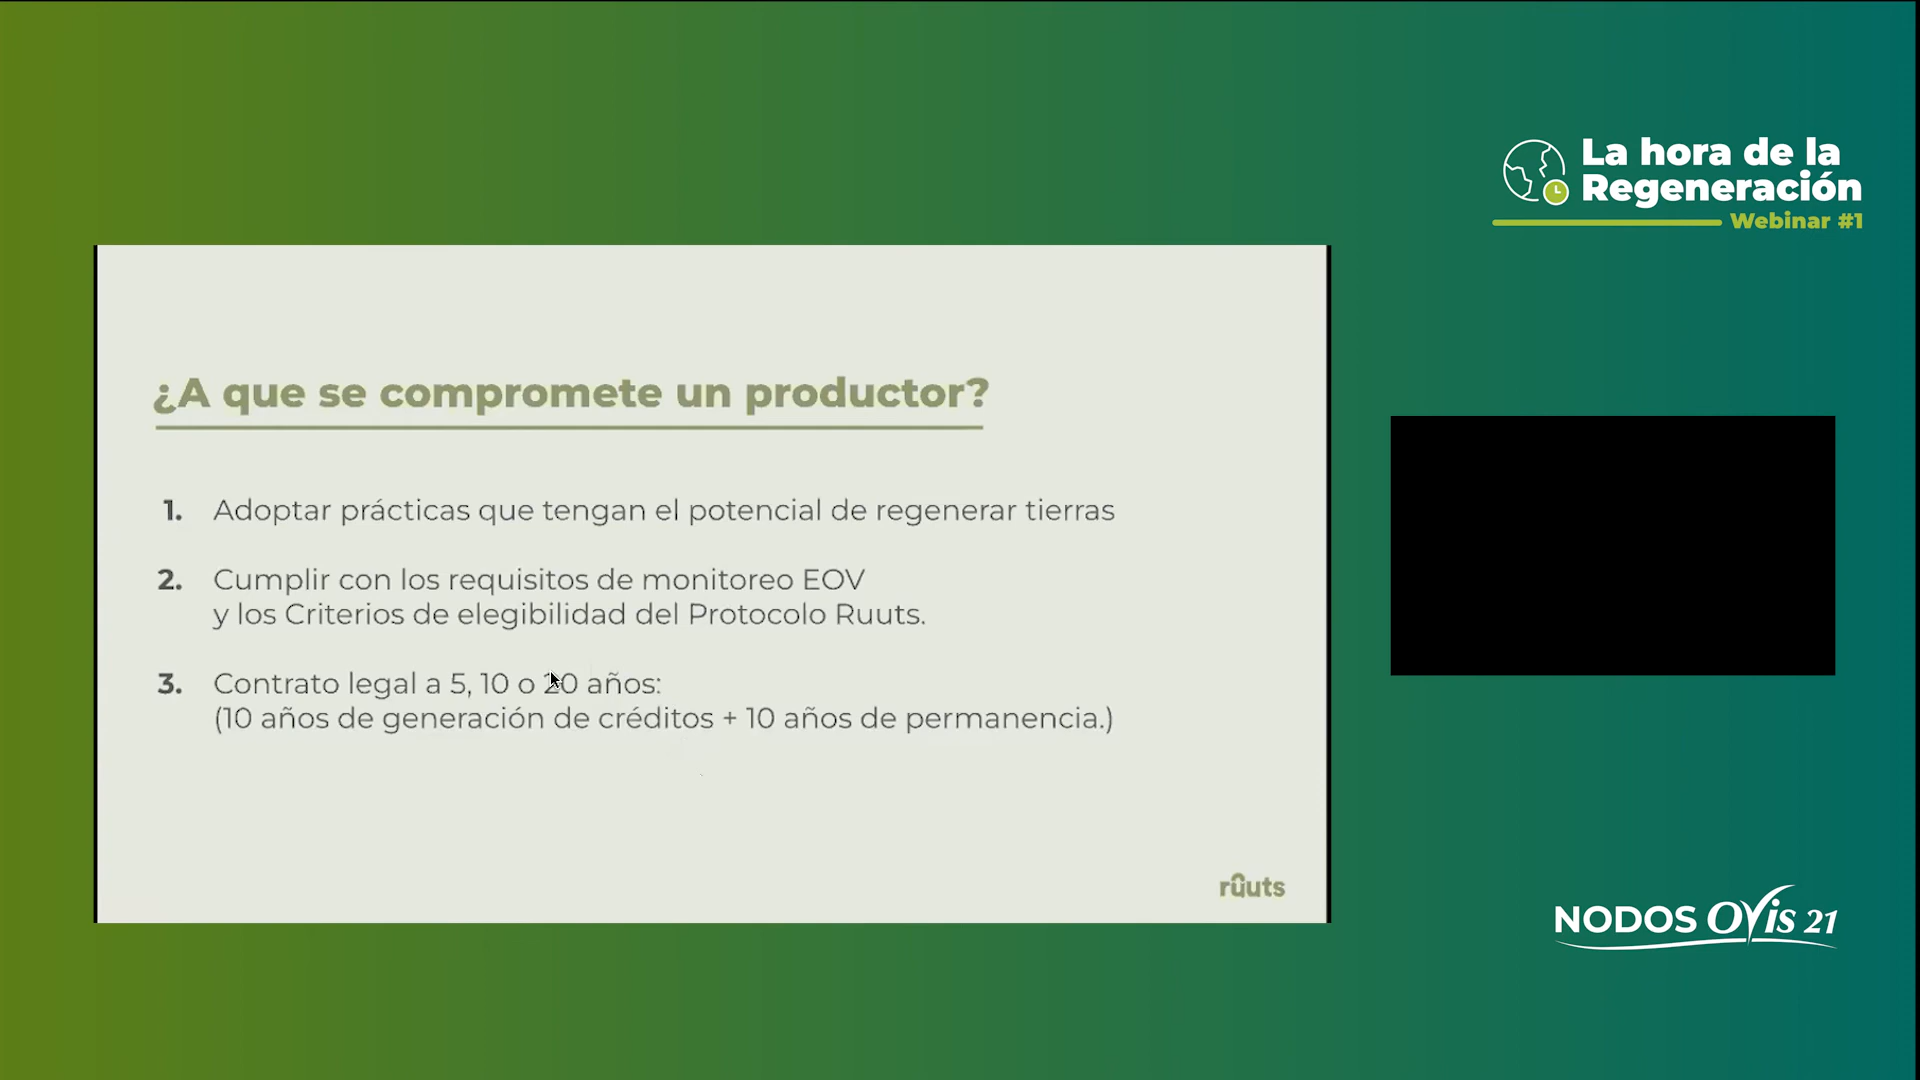 La hora de la
Regeneración
Webinar #1
¿A que se compromete un productor?
1. Adoptar prácticas que tengan el potencial de regenerar tierras
2. Cumplir con los requisitos de monitoreo EOV
y los Criterios de elegibilidad del Protocolo Ruuts.
3. Contrato legal a 5, 10 o 20 años:
(10 años de generación de créditos + 10 años de permanencia.)
ruuts
NODOS Ovis 21